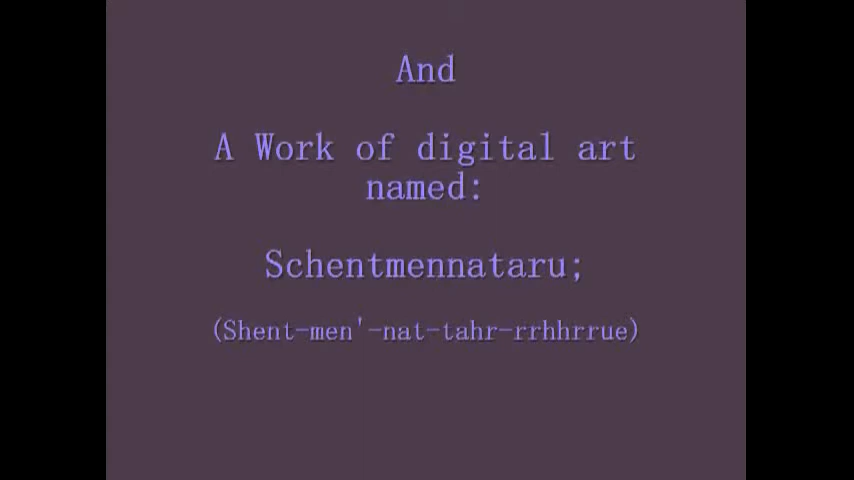 And
A Work of digital art
named:
Schentmennataru;
(Shent-men'-nat-tahr-rrhhrrue)